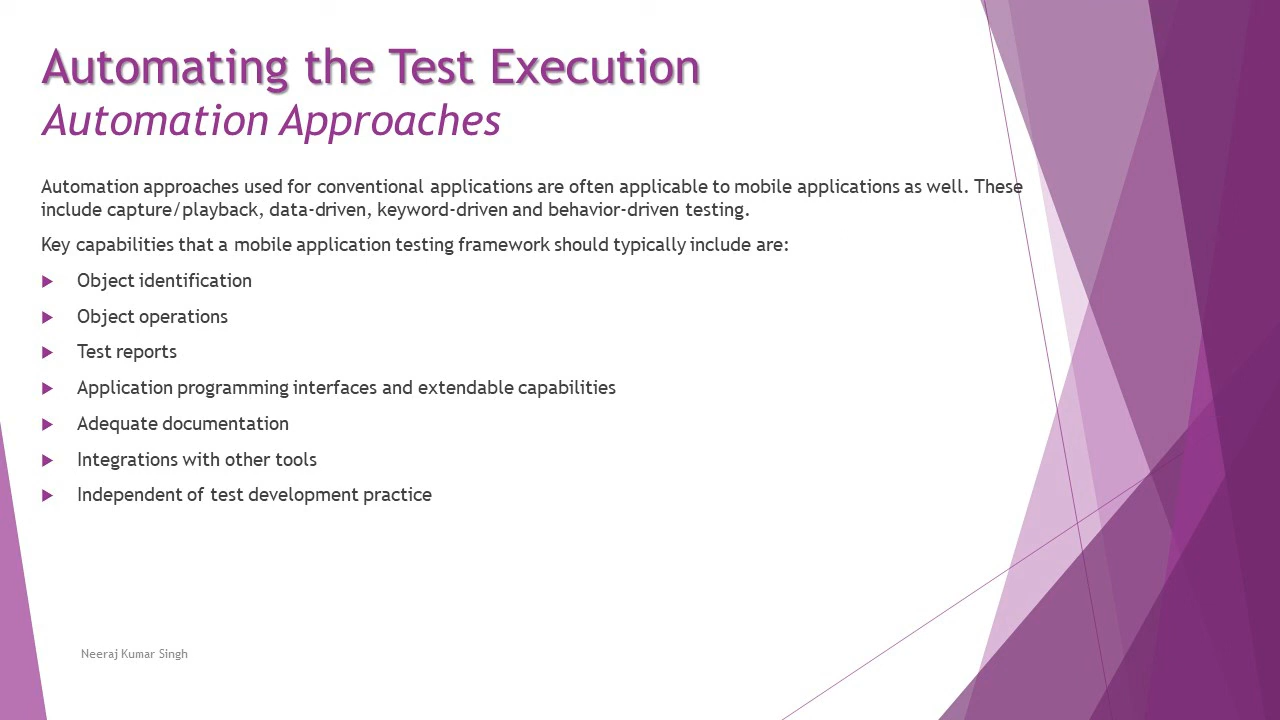 Automating the Test Execution
Automation Approaches
Automation approaches used for conventional applications are often applicable to mobile applications as well. These
include capture/playback, data-driven, keyword-driven and behavior-driven testing.
Key capabilities that a mobile application testing framework should typically include are:
Object identification
Object operations
Test reports
Application programming interfaces and extendable capabilities
Adequate documentation
Integrations with other tools
Independent of test development practice
Neeraj Kumar Singh